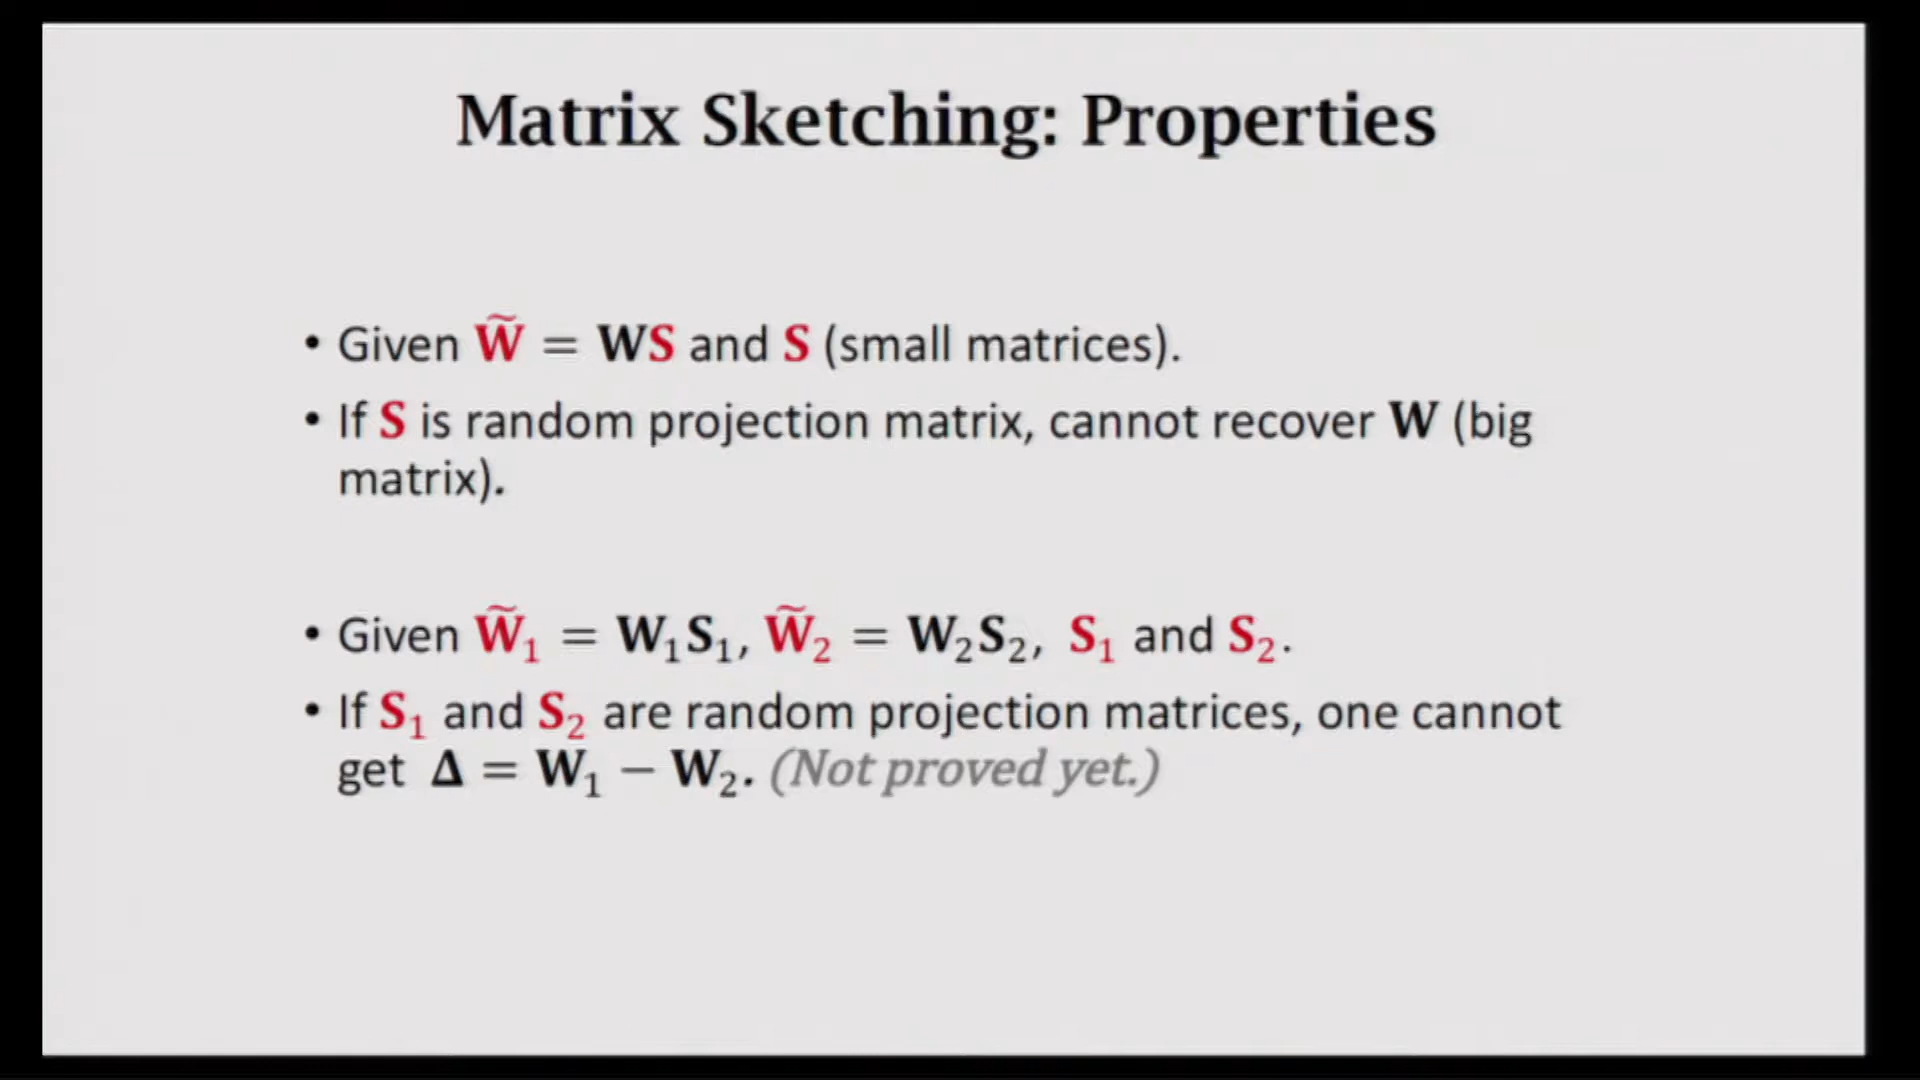 Matrix Sketching: Properties
• Given W̃ = WS and S (small matrices).
• If S is random projection matrix, cannot recover W (big
matrix).
• Given W̃₁ = W₁S₁, W̃₂ = W₂S₂, S₁ and S₂.
• If S₁ and S₂ are random projection matrices, one cannot
get Δ = W₁ − W₂. (Not proved yet.)